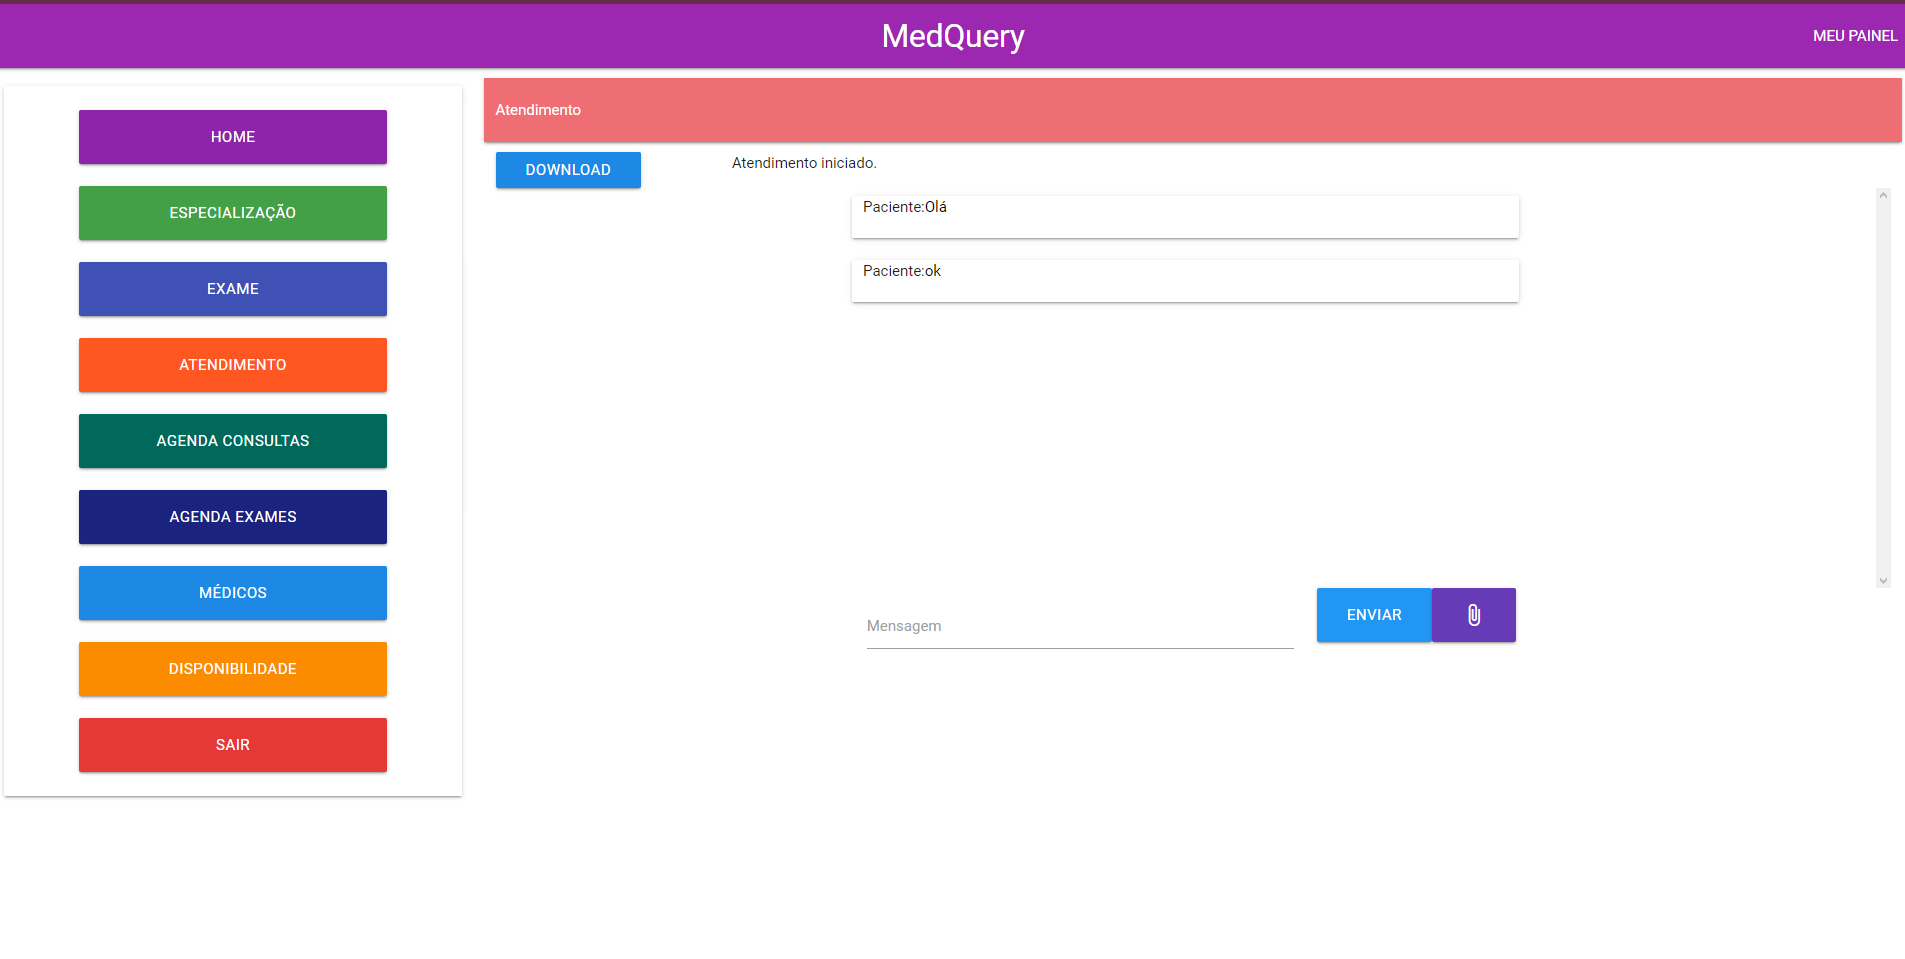 MedQuery
MEU PAINEL
HOME
ESPECIALIZAÇÃO
EXAME
ATENDIMENTO
AGENDA CONSULTAS
AGENDA EXAMES
MÉDICOS
DISPONIBILIDADE
SAIR
Atendimento
DOWNLOAD
Atendimento iniciado.
Paciente:Olá
Paciente:ok
Mensagem
ENVIAR